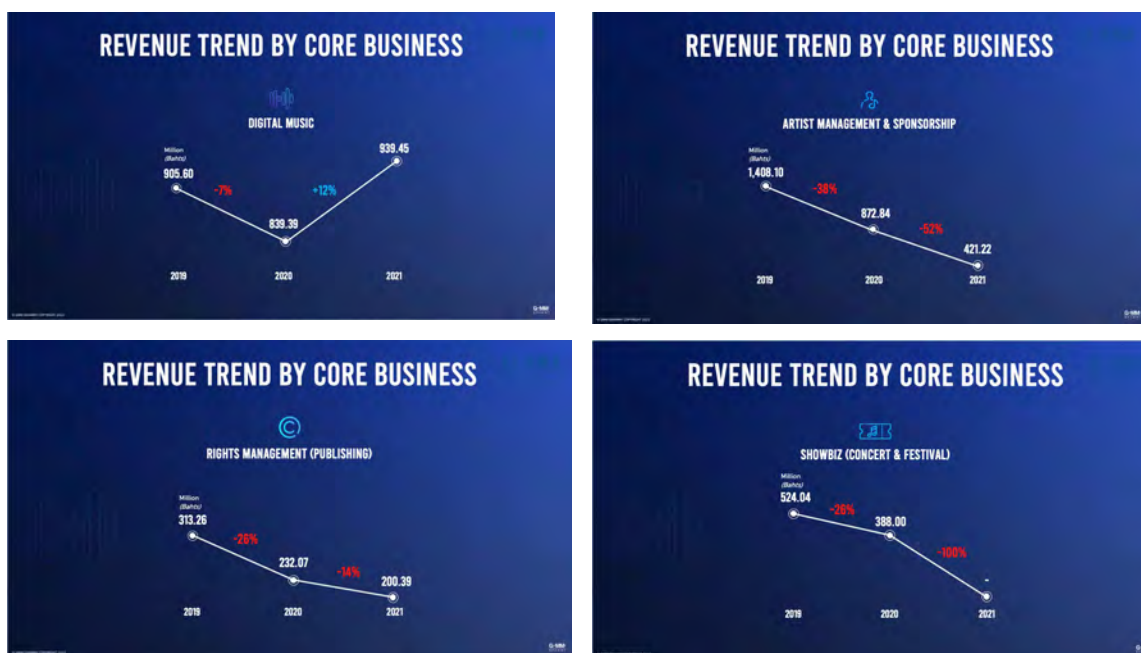 REVENUE TREND BY CORE BUSINESS
DIGITAL MUSIC
Million
(Bahts)
905.60
-7%
839.39
+12%
939.45
2019
2020
2021
REVENUE TREND BY CORE BUSINESS
ARTIST MANAGEMENT & SPONSORSHIP
Million
(Bahts)
1,408.10
-38%
872.84
-52%
421.22
2019
2020
2021
REVENUE TREND BY CORE BUSINESS
RIGHTS MANAGEMENT (PUBLISHING)
Million
(Bahts)
313.26
-26%
232.07
-14%
200.39
2019
2020
2021
REVENUE TREND BY CORE BUSINESS
SHOWBIZ (CONCERT & FESTIVAL)
Million
(Bahts)
524.04
-26%
388.00
-100%
-
2019
2020
2021